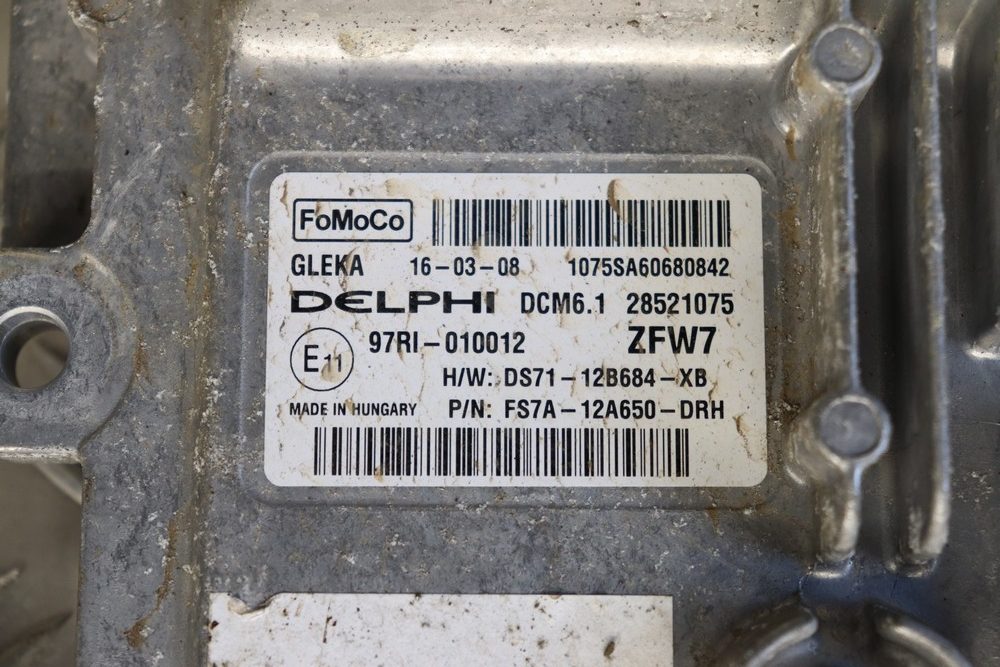 FoMoCo
GLEKA 16-03-08 1075SA60680842
DELPHI DCM6.1 28521075
E11 97RI-010012 ZFW7
H/W: DS71-12B684-XB
MADE IN HUNGARY P/N: FS7A-12A650-DRH